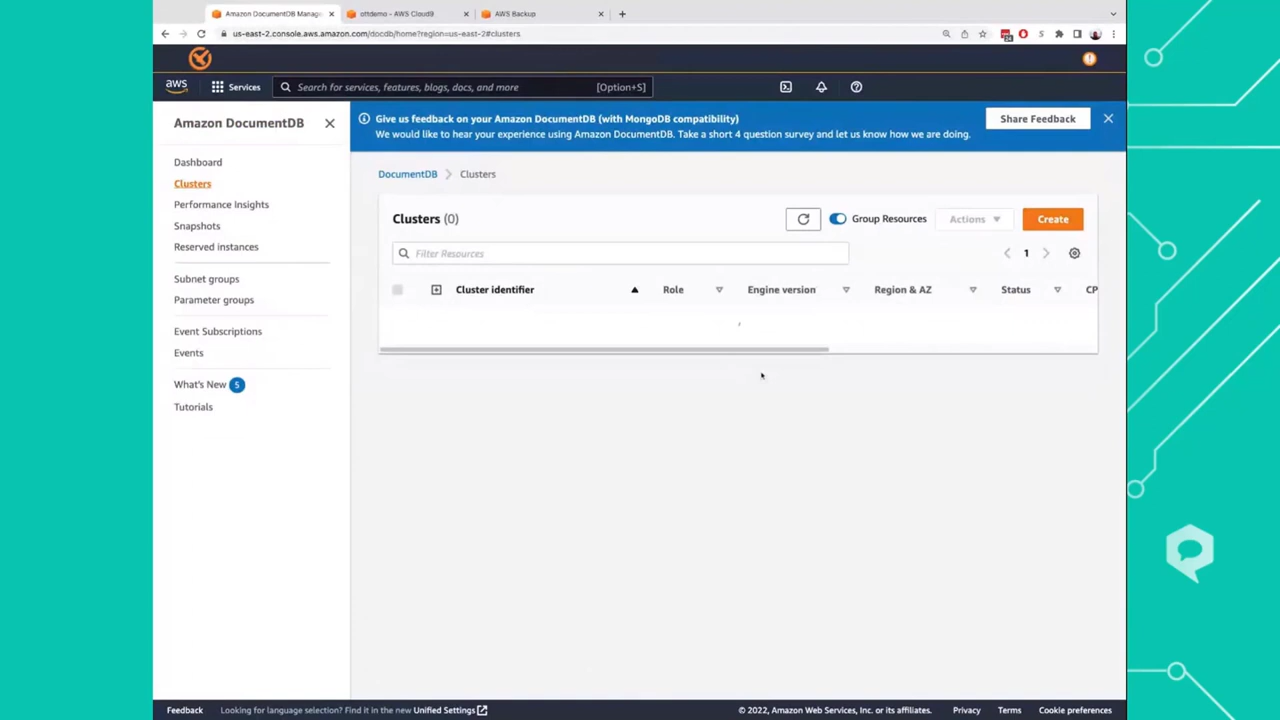 Amazon DocumentDB Manage
ottdemo - AWS Cloud9
AWS Backup
us-east-2.console.aws.amazon.com/docdb/home?region=us-east-2#clusters
aws
Services
Search for services, features, blogs, docs, and more
[Option+S]
Amazon DocumentDB
Dashboard
Clusters
Performance Insights
Snapshots
Reserved instances
Subnet groups
Parameter groups
Event Subscriptions
Events
What's New 5
Tutorials
Give us feedback on your Amazon DocumentDB (with MongoDB compatibility)
We would like to hear your experience using Amazon DocumentDB. Take a short 4 question survey and let us know how we are doing.
Share Feedback
DocumentDB
Clusters
Clusters (0)
Group Resources
Actions
Create
Filter Resources
1
Cluster identifier
Role
Engine version
Region & AZ
Status
CP
Feedback
Looking for language selection? Find it in the new Unified Settings
© 2022, Amazon Web Services, Inc. or its affiliates.
Privacy
Terms
Cookie preferences